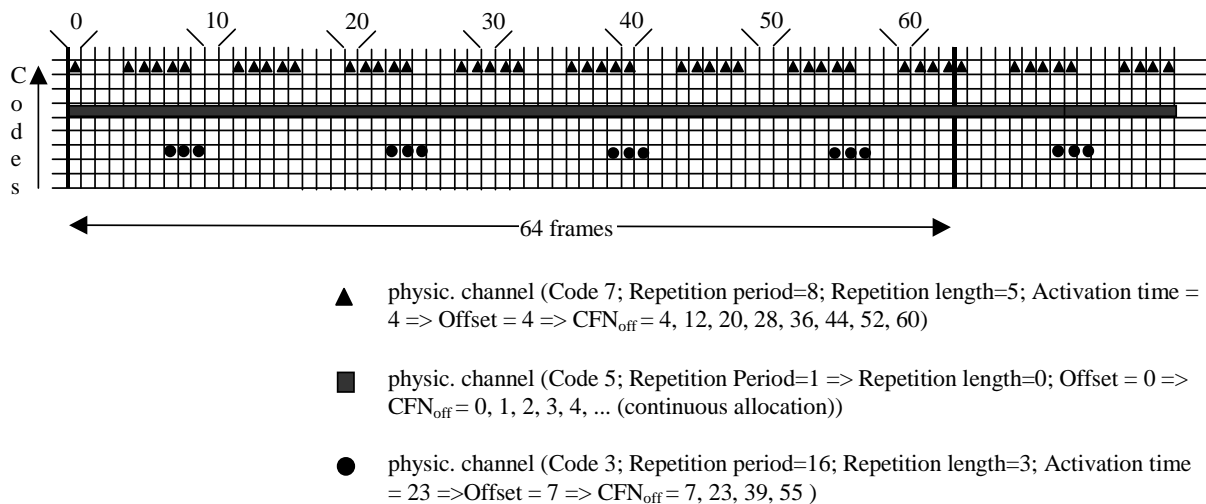 0 10 20 30 40 50 60
C
o
d
e
s
64 frames
physic. channel (Code 7; Repetition period=8; Repetition length=5; Activation time =
4 => Offset = 4 => CFNoff = 4, 12, 20, 28, 36, 44, 52, 60)
physic. channel (Code 5; Repetition Period=1 => Repetition length=0; Offset = 0 =>
CFNoff = 0, 1, 2, 3, 4, ... (continuous allocation))
physic. channel (Code 3; Repetition period=16; Repetition length=3; Activation time
= 23 =>Offset = 7 => CFNoff = 7, 23, 39, 55 )